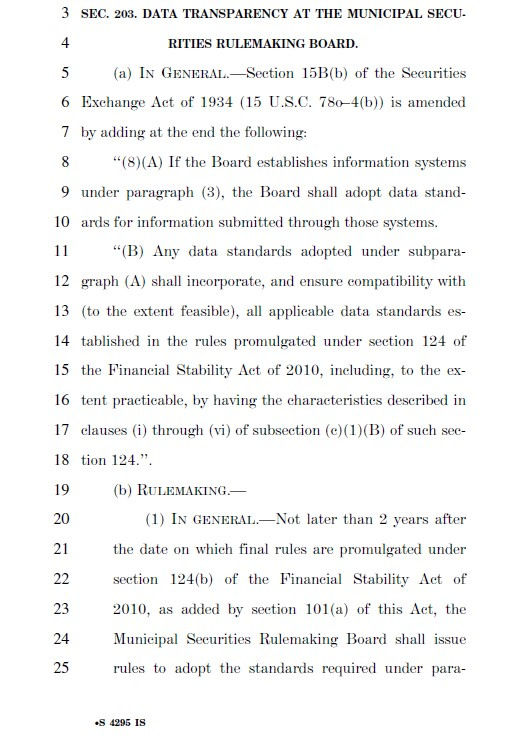 3 SEC. 203. DATA TRANSPARENCY AT THE MUNICIPAL SECU-
4 RITIES RULEMAKING BOARD.
5 (a) IN GENERAL.—Section 15B(b) of the Securities
6 Exchange Act of 1934 (15 U.S.C. 78o–4(b)) is amended
7 by adding at the end the following:
8 “(8)(A) If the Board establishes information systems
9 under paragraph (3), the Board shall adopt data stand-
10 ards for information submitted through those systems.
11 “(B) Any data standards adopted under subpara-
12 graph (A) shall incorporate, and ensure compatibility with
13 (to the extent feasible), all applicable data standards es-
14 tablished in the rules promulgated under section 124 of
15 the Financial Stability Act of 2010, including, to the ex-
16 tent practicable, by having the characteristics described in
17 clauses (i) through (vi) of subsection (c)(1)(B) of such sec-
18 tion 124.”.
19 (b) RULEMAKING.—
20 (1) IN GENERAL.—Not later than 2 years after
21 the date on which final rules are promulgated under
22 section 124(b) of the Financial Stability Act of
23 2010, as added by section 101(a) of this Act, the
24 Municipal Securities Rulemaking Board shall issue
25 rules to adopt the standards required under para-
•S 4295 IS